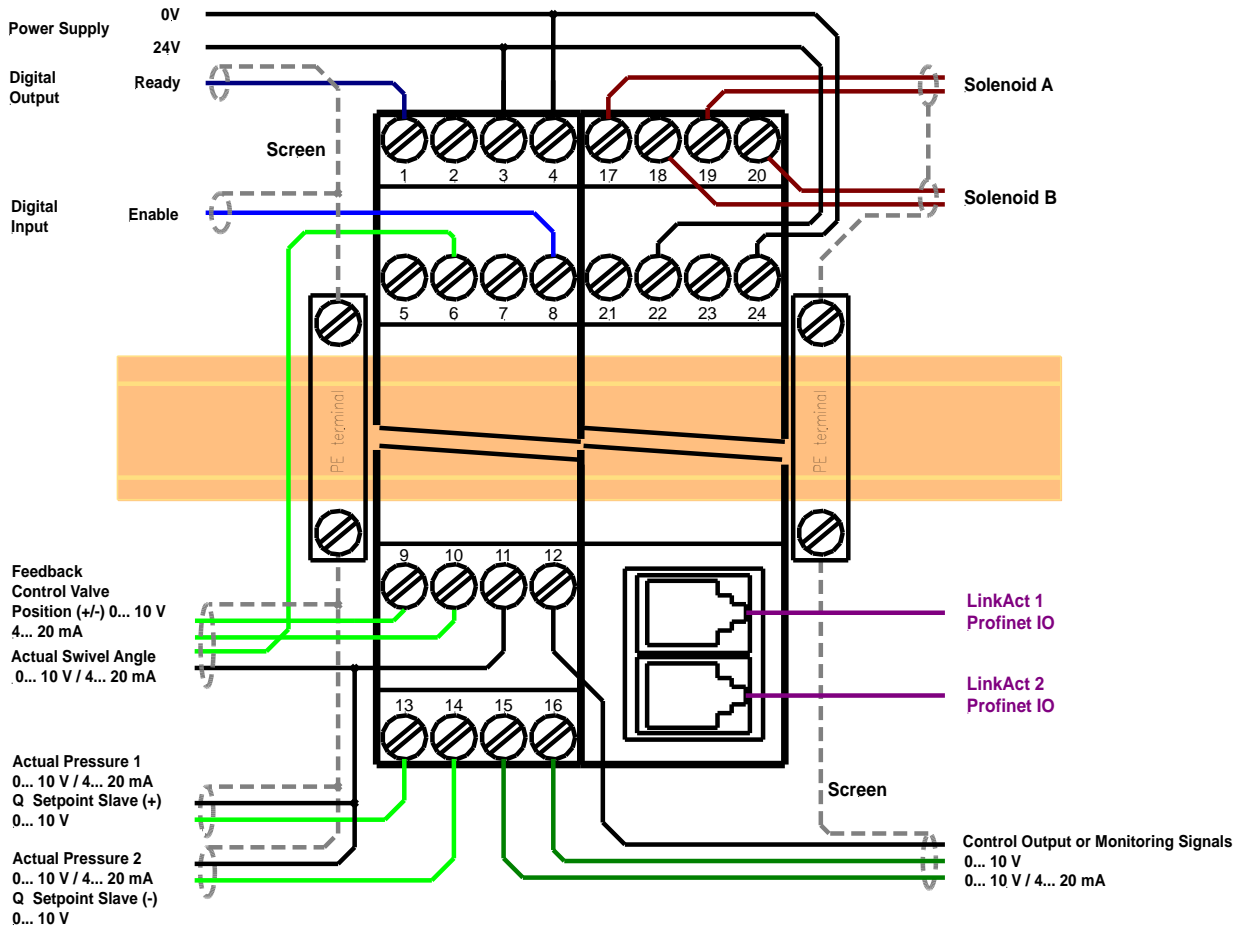 Power Supply
0V
24V
Digital
Output
Ready
Solenoid A
Screen
1 2 3 4 17 18 19 20
Digital
Input
Enable
Solenoid B
5 6 7 8 21 22 23 24
PE terminal
PE terminal
9 10 11 12
Feedback
Control Valve
Position (+/-) 0... 10 V
4... 20 mA
Actual Swivel Angle
0... 10 V / 4... 20 mA
LinkAct 1
Profinet IO
LinkAct 2
Profinet IO
13 14 15 16
Actual Pressure 1
0... 10 V / 4... 20 mA
Q Setpoint Slave (+)
0... 10 V
Screen
Actual Pressure 2
0... 10 V / 4... 20 mA
Q Setpoint Slave (-)
0... 10 V
Control Output or Monitoring Signals
0... 10 V
0... 10 V / 4... 20 mA